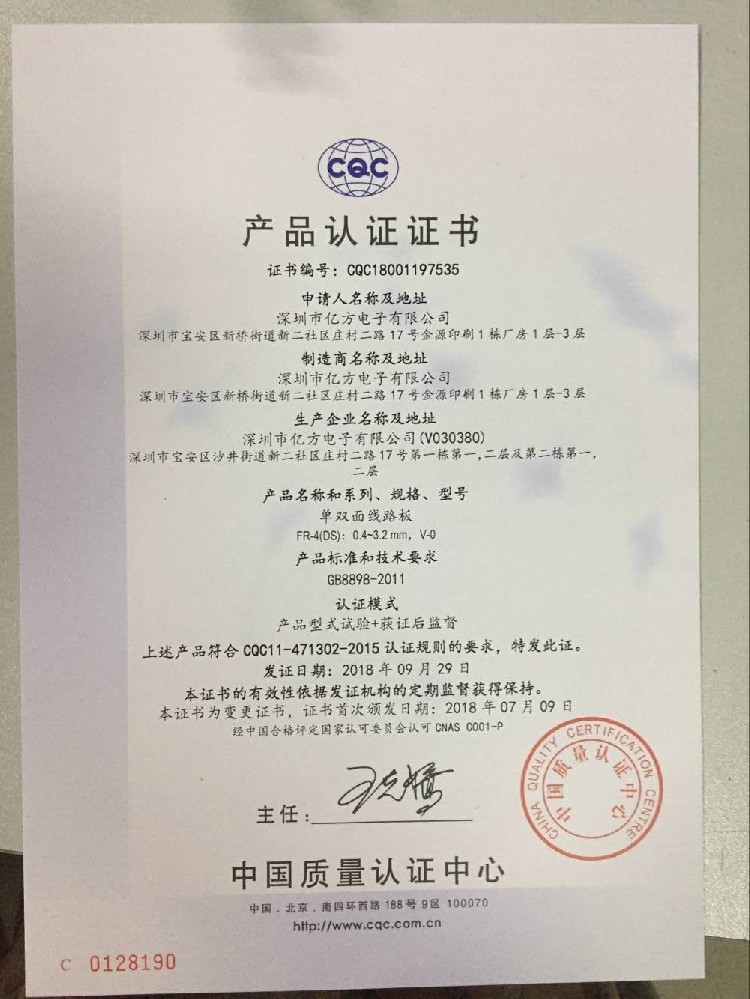 CQC
产品认证证书
证书编号：CQC18001197535
申请人名称及地址
深圳市亿方电子有限公司
深圳市宝安区新桥街道新二社区庄村二路17号金源印刷1栋厂房1层-3层
制造商名称及地址
深圳市亿方电子有限公司
深圳市宝安区新桥街道新二社区庄村二路17号金源印刷1栋厂房1层-3层
生产企业名称及地址
深圳市亿方电子有限公司(V030380)
深圳市宝安区沙井街道新二社区庄村二路17号第一栋第一,二层及第二栋第一,
二层
产品名称和系列、规格、型号
单双面线路板
FR-4(DS)：0.4~3.2mm，V-0
产品标准和技术要求
GB8898-2011
认证模式
产品型式试验+获证后监督
上述产品符合CQC11-471302-2015认证规则的要求，特发此证。
发证日期：2018年09月29日
本证书的有效性依据发证机构的定期监督获得保持。
本证书为变更证书，证书首次颁发日期：2018年07月09日
经中国合格评定国家认可委员会认可 CNAS C001-P
CHINA QUALITY CERTIFICATION CENTRE
中国质量认证中心
主任：
中国质量认证中心
中国．北京．南四环西路188号9区 100070
http://www.cqc.com.cn
C 0128190